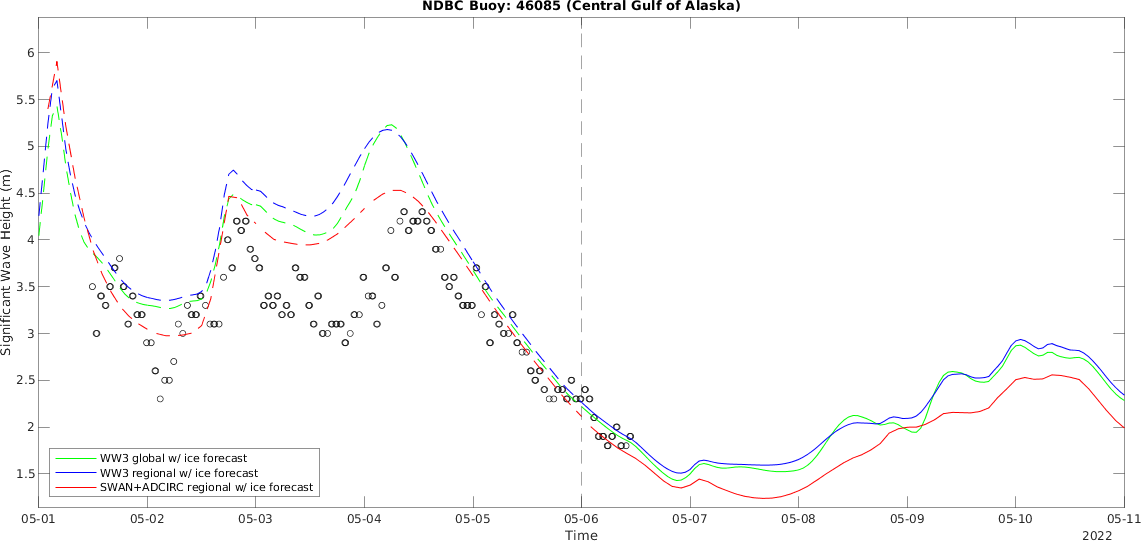 NDBC Buoy: 46085 (Central Gulf of Alaska)
Significant Wave Height (m)
6
5.5
5
4.5
4
3.5
3
2.5
2
1.5
WW3 global w/ ice forecast
WW3 regional w/ ice forecast
SWAN+ADCIRC regional w/ ice forecast
05-01 05-02 05-03 05-04 05-05 05-06 05-07 05-08 05-09 05-10 05-11
Time
2022